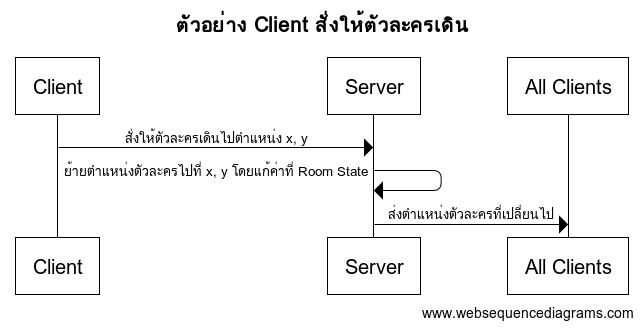 ตัวอย่าง Client สั่งให้ตัวละครเดิน
Client
Server
All Clients
สั่งให้ตัวละครเดินไปตำแหน่ง x, y
ย้ายตำแหน่งตัวละครไปที่ x, y โดยแก้ค่าที่ Room State
ส่งตำแหน่งตัวละครที่เปลี่ยนไป
Client
Server
All Clients
www.websequencediagrams.com